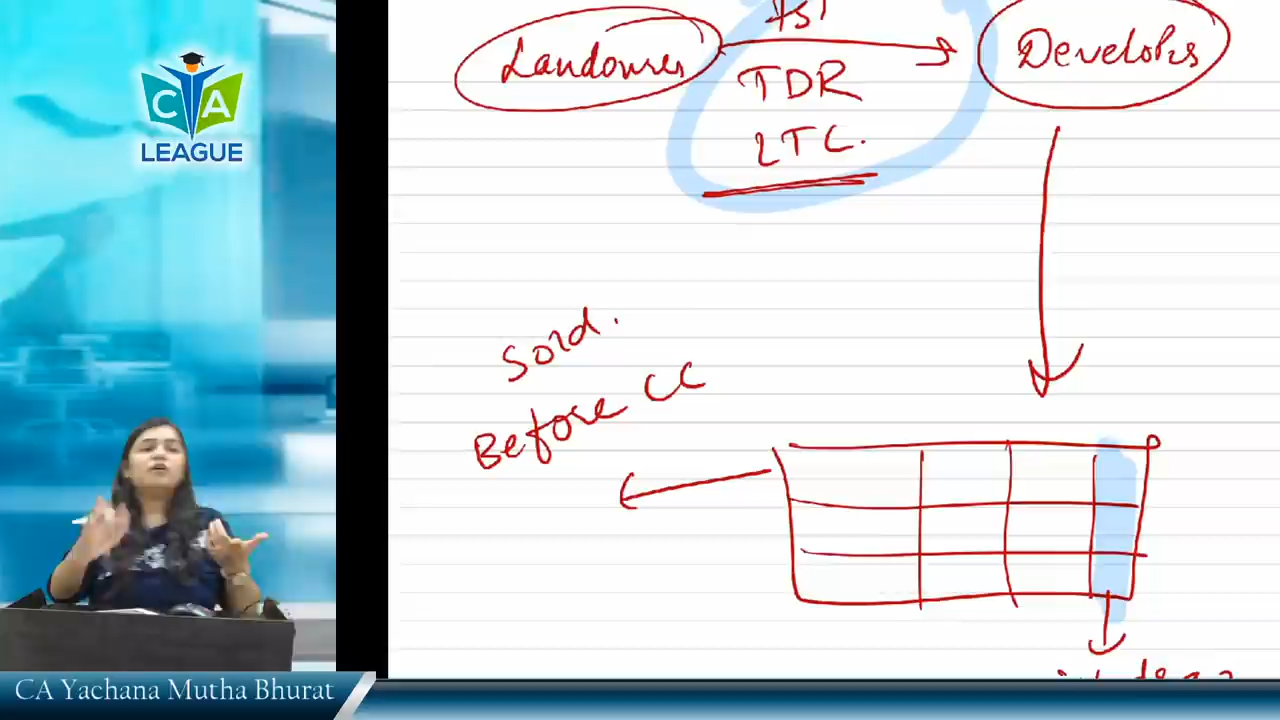 CA
LEAGUE
Landowner
TDR
LTC.
Developer
Sold.
Before CC
CA Yachana Mutha Bhurat